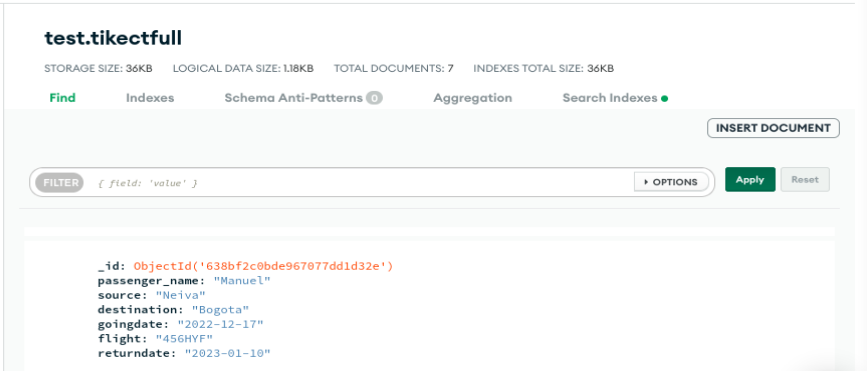 test.tikectfull
STORAGE SIZE: 36KB LOGICAL DATA SIZE: 1.18KB TOTAL DOCUMENTS: 7 INDEXES TOTAL SIZE: 36KB
Find Indexes Schema Anti-Patterns 0 Aggregation Search Indexes
INSERT DOCUMENT
FILTER { field: 'value' } OPTIONS Apply Reset
_id: ObjectId('638bf2c0bde967077dd1d32e')
passenger_name: "Manuel"
source: "Neiva"
destination: "Bogota"
goingdate: "2022-12-17"
flight: "456HYF"
returndate: "2023-01-10"